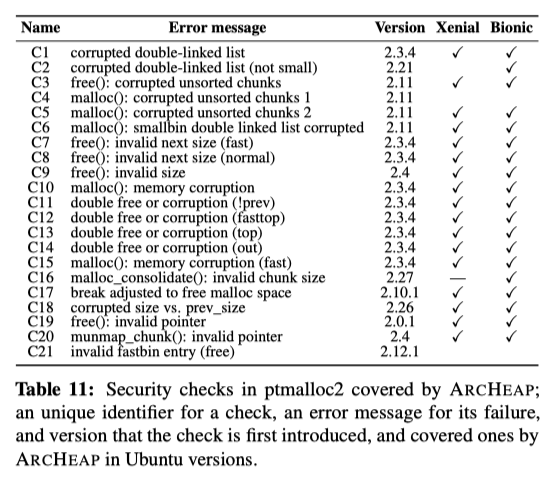 Name Error message Version Xenial Bionic
C1 corrupted double-linked list 2.3.4 ✓ ✓
C2 corrupted double-linked list (not small) 2.21 ✓
C3 free(): corrupted unsorted chunks 2.11 ✓ ✓
C4 malloc(): corrupted unsorted chunks 1 2.11
C5 malloc(): corrupted unsorted chunks 2 2.11 ✓ ✓
C6 malloc(): smallbin double linked list corrupted 2.11 ✓ ✓
C7 free(): invalid next size (fast) 2.3.4 ✓ ✓
C8 free(): invalid next size (normal) 2.3.4 ✓ ✓
C9 free(): invalid size 2.4 ✓ ✓
C10 malloc(): memory corruption 2.3.4 ✓ ✓
C11 double free or corruption (!prev) 2.3.4 ✓ ✓
C12 double free or corruption (fasttop) 2.3.4 ✓ ✓
C13 double free or corruption (top) 2.3.4 ✓ ✓
C14 double free or corruption (out) 2.3.4 ✓ ✓
C15 malloc(): memory corruption (fast) 2.3.4 ✓ ✓
C16 malloc_consolidate(): invalid chunk size 2.27 — ✓
C17 break adjusted to free malloc space 2.10.1 ✓ ✓
C18 corrupted size vs. prev_size 2.26 ✓ ✓
C19 free(): invalid pointer 2.0.1 ✓ ✓
C20 munmap_chunk(): invalid pointer 2.4 ✓ ✓
C21 invalid fastbin entry (free) 2.12.1
Table 11: Security checks in ptmalloc2 covered by ARCHEAP;
an unique identifier for a check, an error message for its failure,
and version that the check is first introduced, and covered ones by
ARCHEAP in Ubuntu versions.